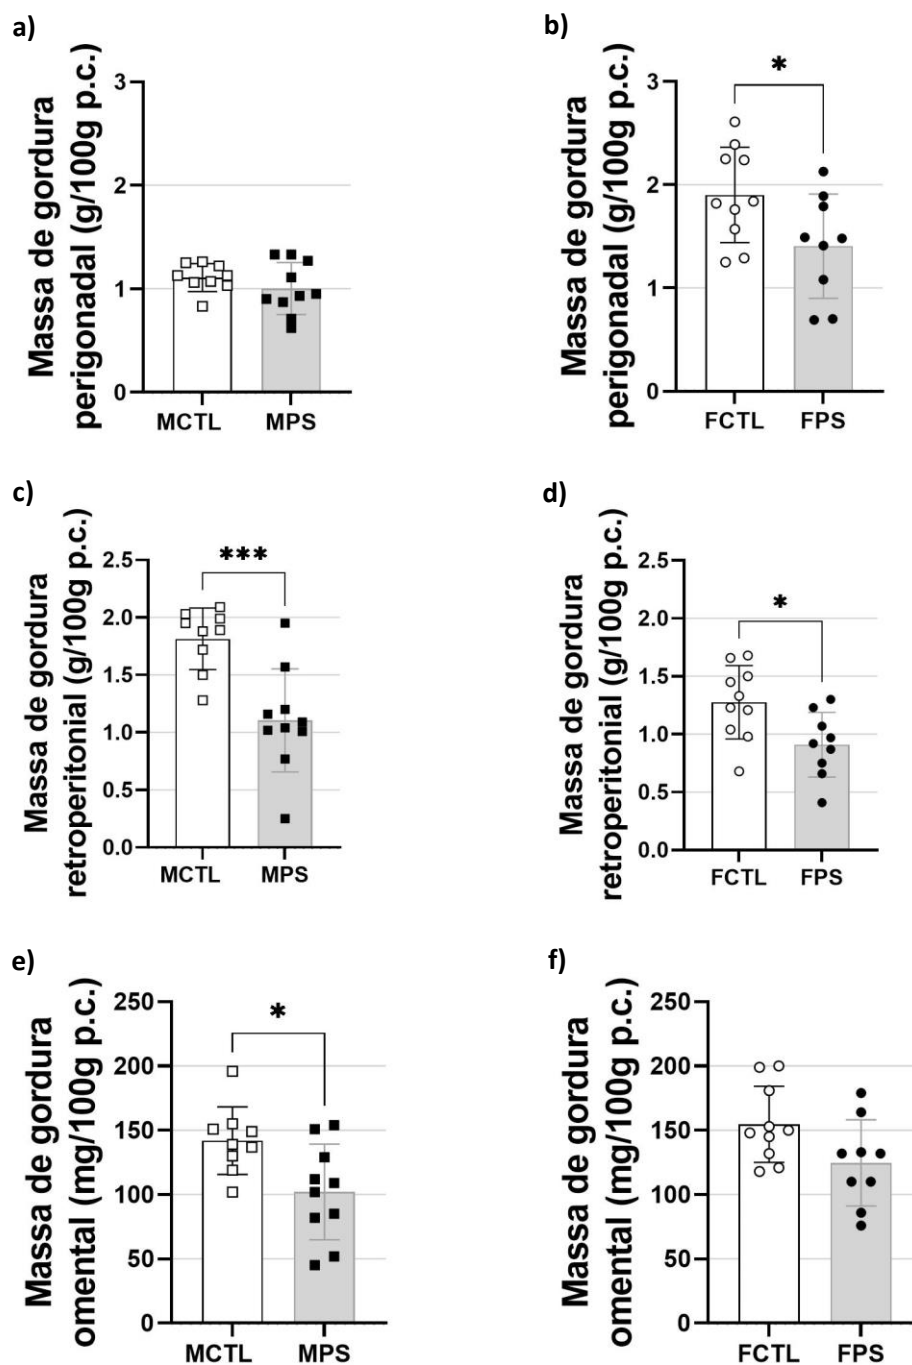 a)
Massa de gordura
perigonadal (g/100g p.c.)
3
2
1
0
MCTL MPS
b)
Massa de gordura
perigonadal (g/100g p.c.)
3
2
1
0
*
FCTL FPS
c)
Massa de gordura
retroperitonial (g/100g p.c.)
2.5
2.0
1.5
1.0
0.5
0.0
***
MCTL MPS
d)
Massa de gordura
retroperitonial (g/100g p.c.)
2.5
2.0
1.5
1.0
0.5
0.0
*
FCTL FPS
e)
Massa de gordura
omental (mg/100g p.c.)
250
200
150
100
50
0
*
MCTL MPS
f)
Massa de gordura
omental (mg/100g p.c.)
250
200
150
100
50
0
FCTL FPS